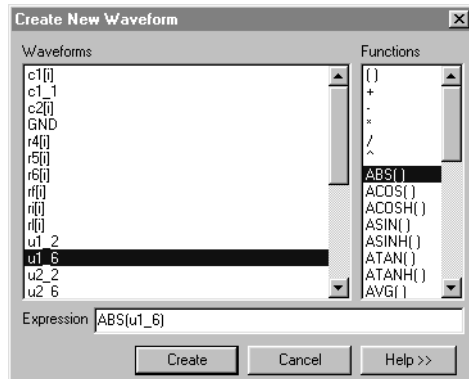 Create New Waveform
Waveforms
c1[i]
c1_1
c2[i]
GND
r4[i]
r5[i]
r6[i]
rf[i]
ri[i]
rl[i]
u1_2
u1_6
u2_2
u2_6
Functions
( )
+
-
*
/
^
ABS( )
ACOS( )
ACOSH( )
ASIN( )
ASINH( )
ATAN( )
ATANH( )
AVG( )
Expression ABS(u1_6)
Create Cancel Help >>